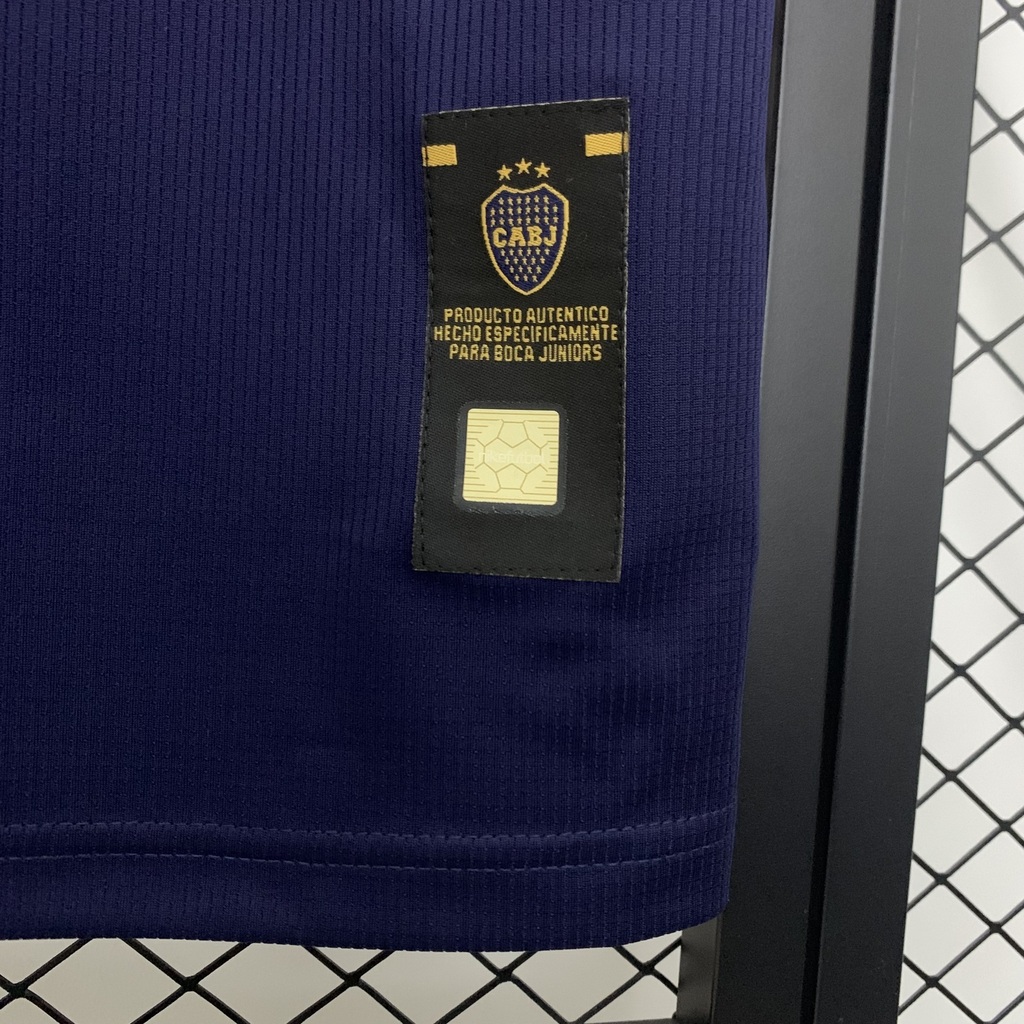 CABJ
PRODUCTO AUTENTICO
HECHO ESPECIFICAMENTE
PARA BOCA JUNIORS